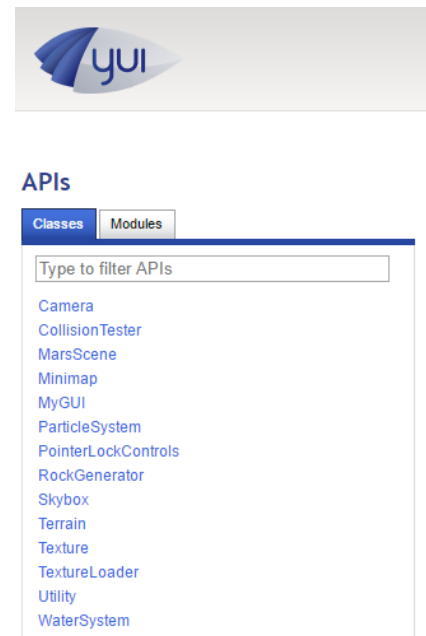 yui
APIs
Classes Modules
Type to filter APIs
Camera
CollisionTester
MarsScene
Minimap
MyGUI
ParticleSystem
PointerLockControls
RockGenerator
Skybox
Terrain
Texture
TextureLoader
Utility
WaterSystem